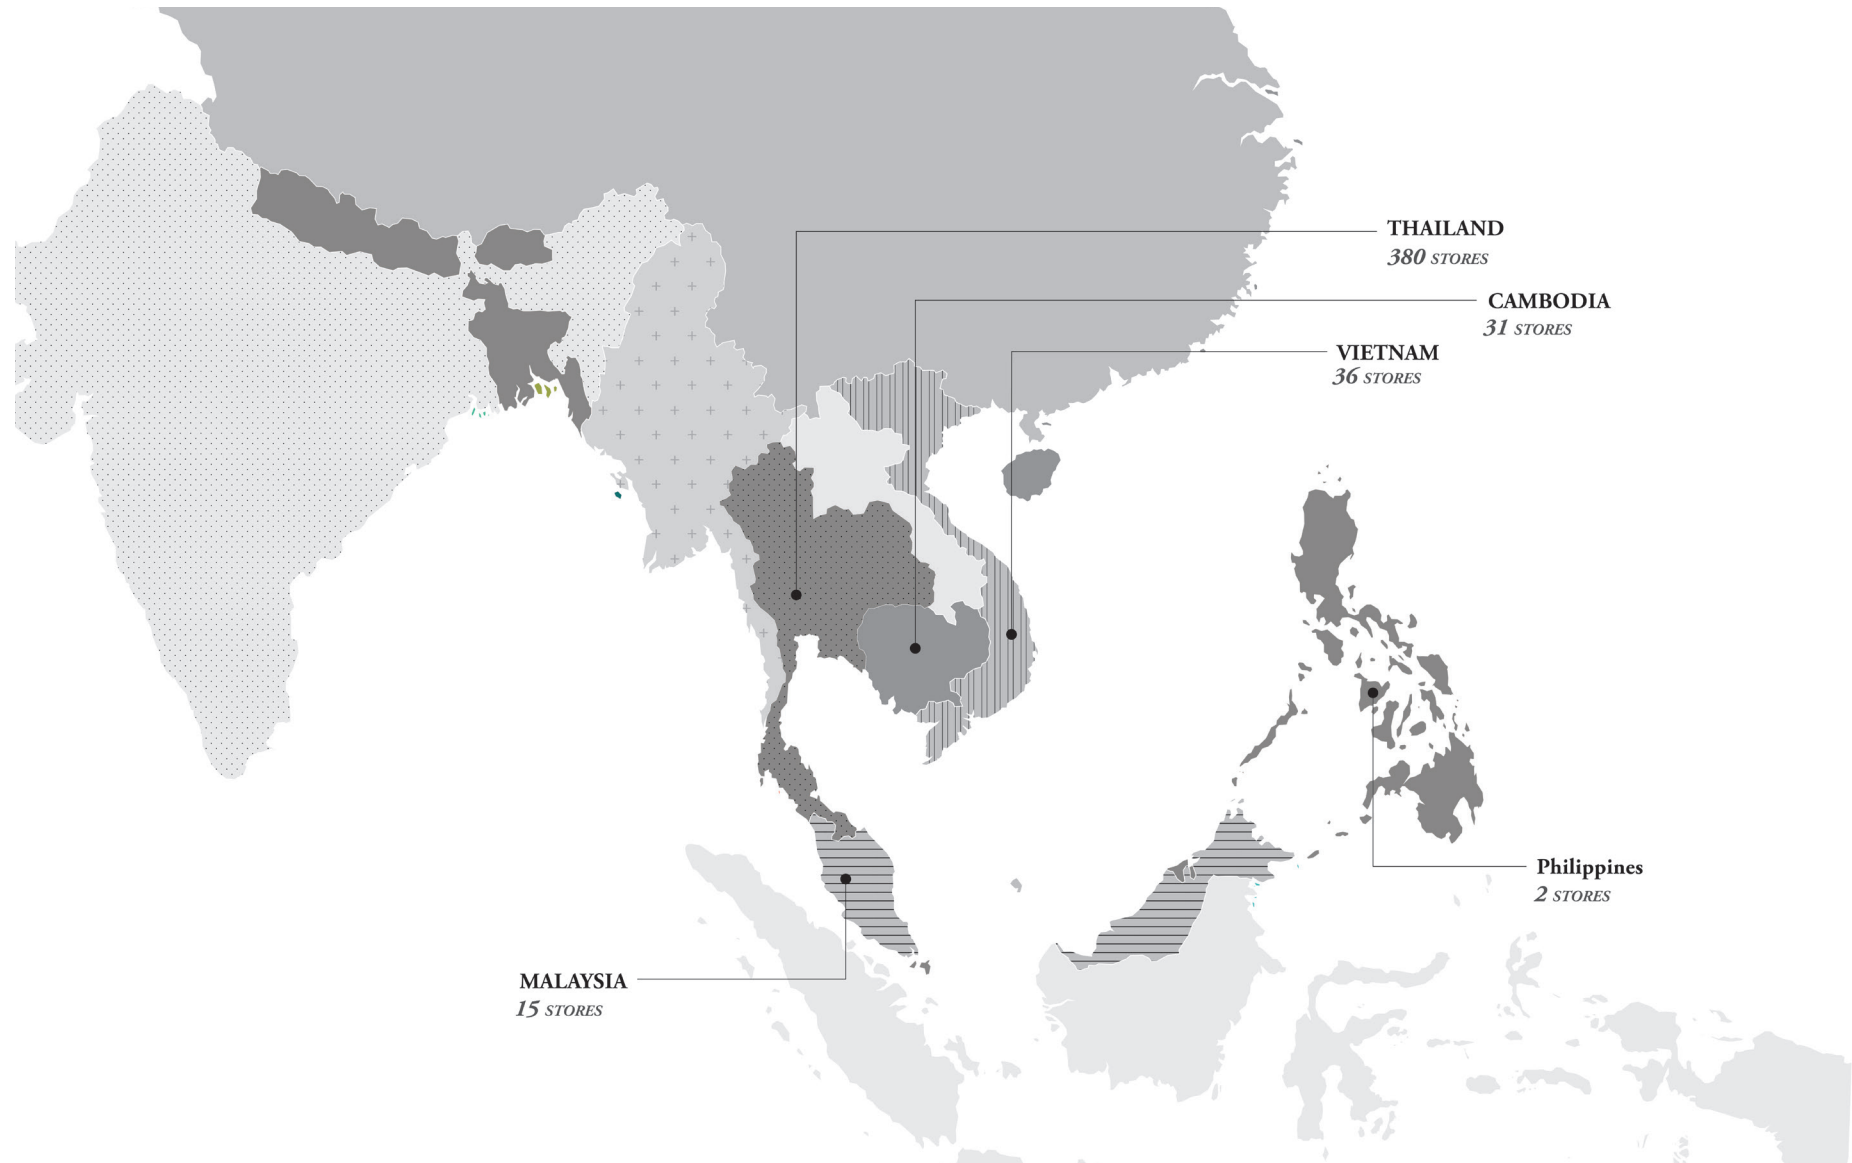 THAILAND
380 STORES
CAMBODIA
31 STORES
VIETNAM
36 STORES
Philippines
2 STORES
MALAYSIA
15 STORES